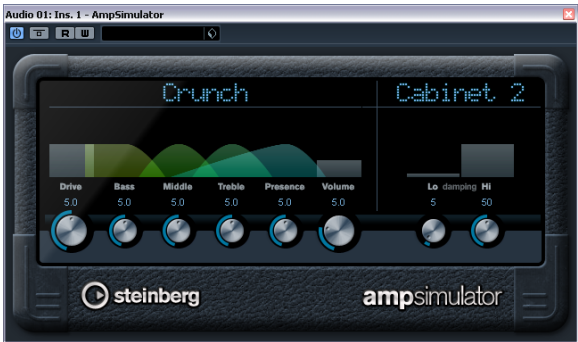 Audio 01: Ins. 1 - AmpSimulator
R W
Crunch
Cabinet 2
Drive Bass Middle Treble Presence Volume
Lo damping Hi
5.0 5.0 5.0 5.0 5.0 5.0
5 50
steinberg
ampsimulator